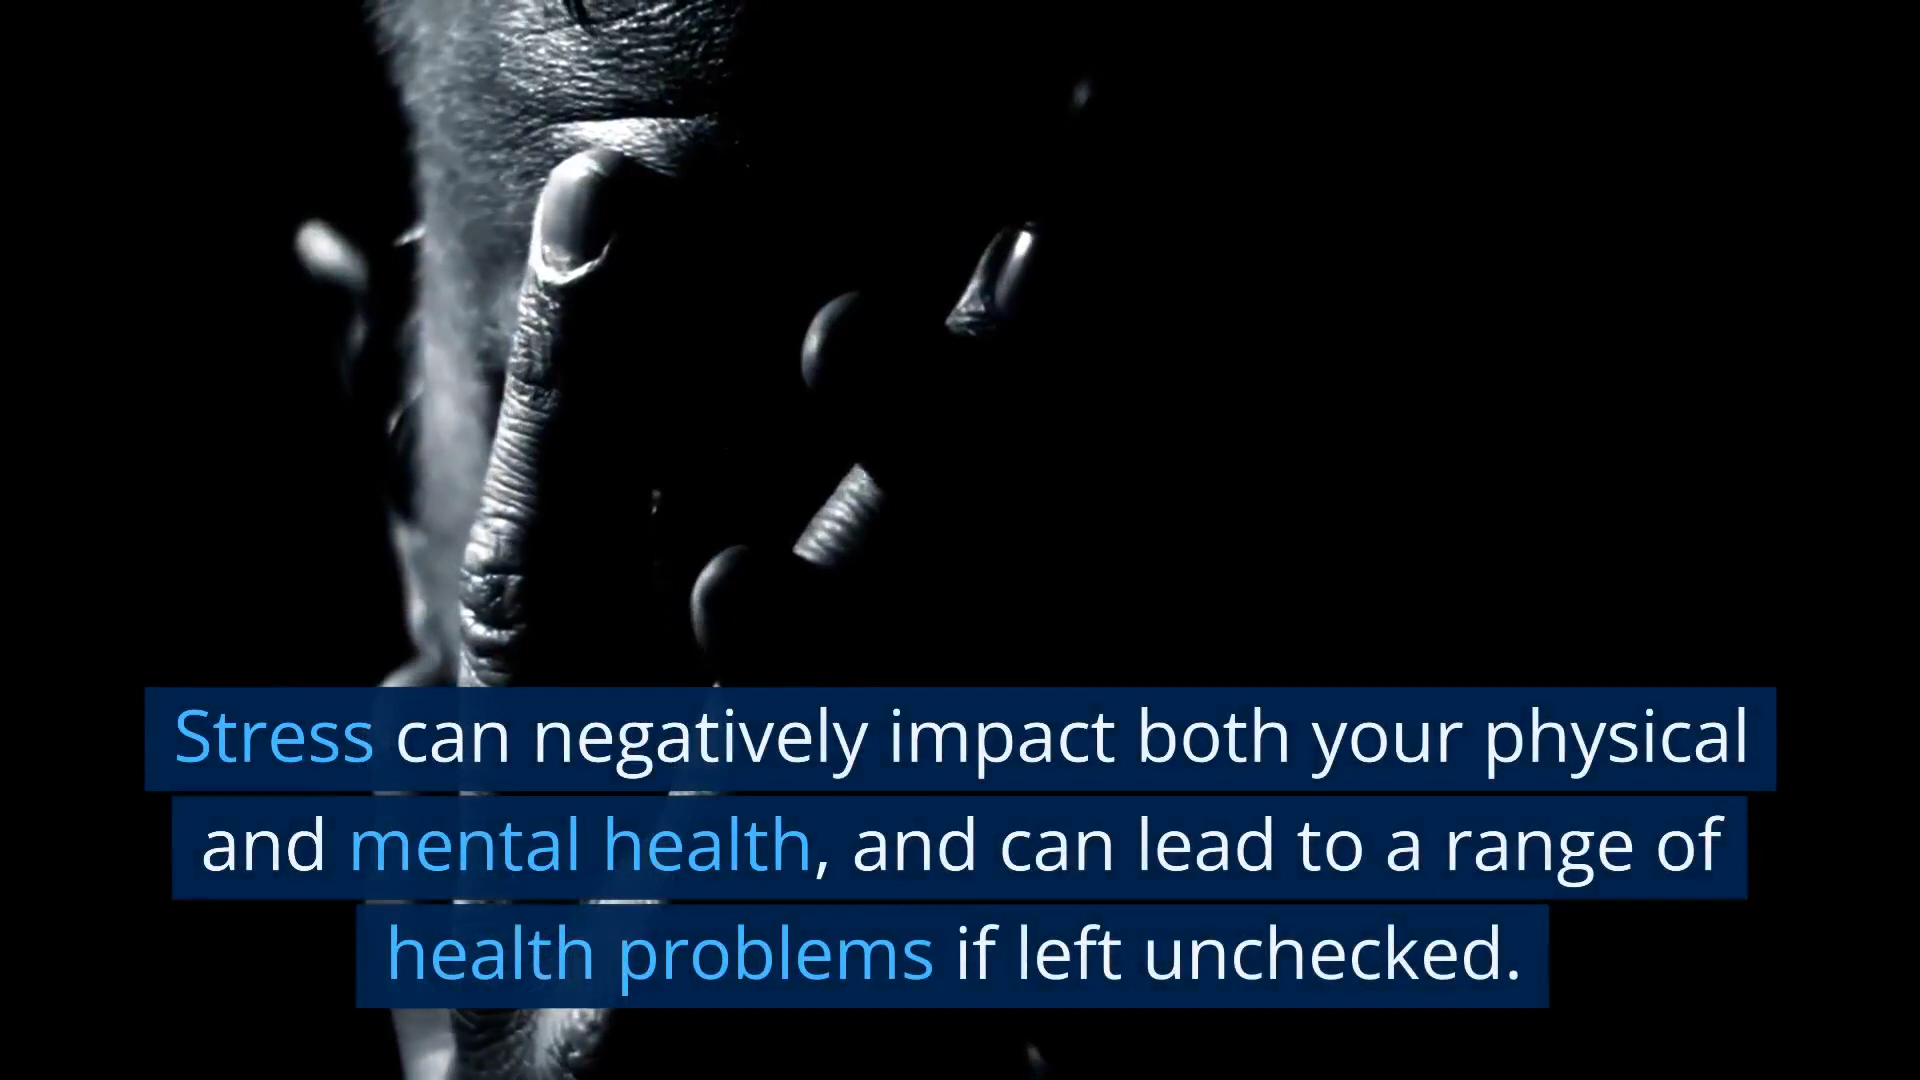 Stress can negatively impact both your physical
and mental health, and can lead to a range of
health problems if left unchecked.